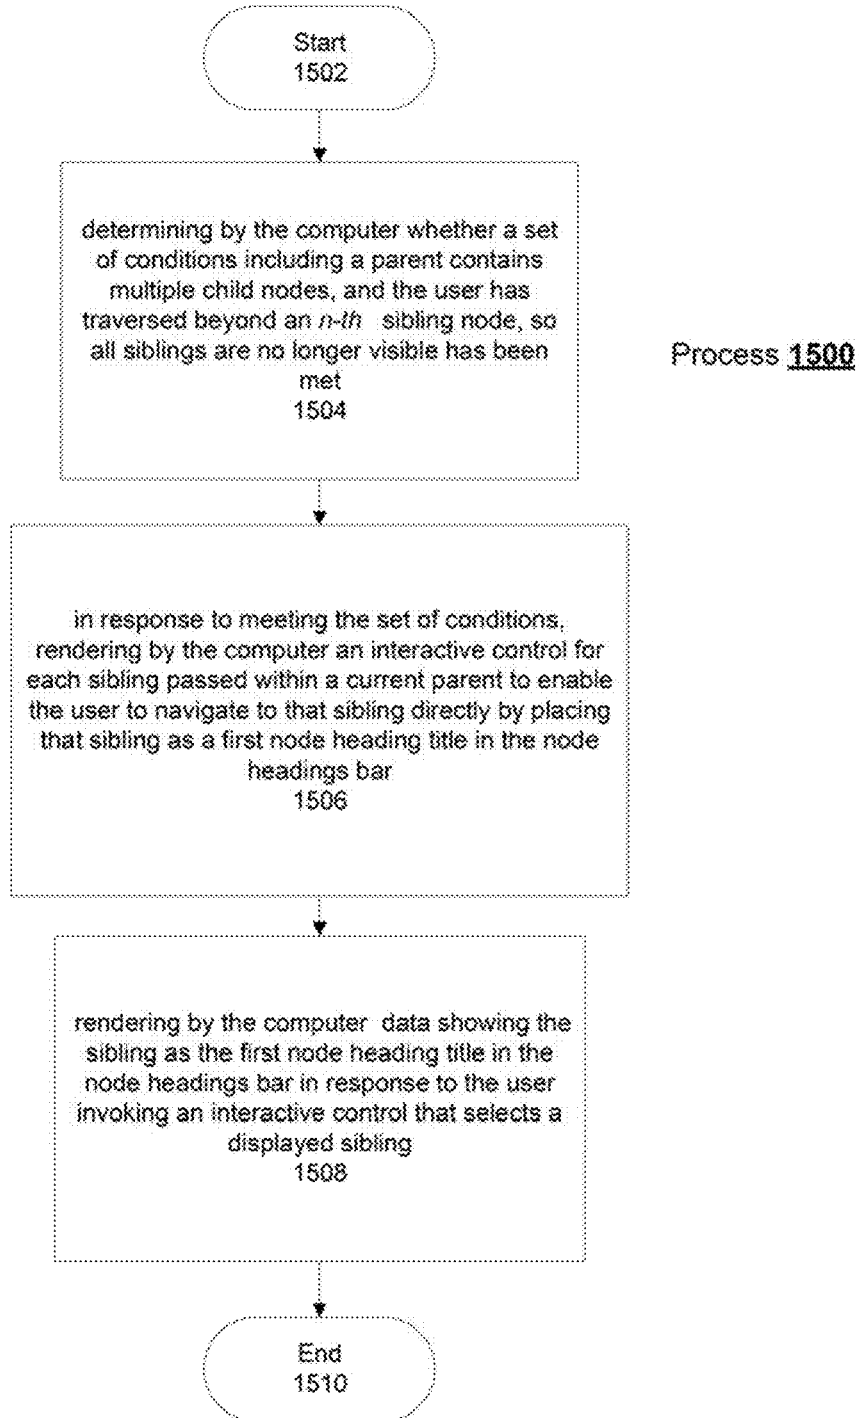 Start
1502
determining by the computer whether a set
of conditions including a parent contains
multiple child nodes, and the user has
traversed beyond an n-th sibling node, so
all siblings are no longer visible has been
met
1504
Process 1500
in response to meeting the set of conditions,
rendering by the computer an interactive control for
each sibling passed within a current parent to enable
the user to navigate to that sibling directly by placing
that sibling as a first node heading title in the node
headings bar
1506
rendering by the computer data showing the
sibling as the first node heading title in the
node headings bar in response to the user
invoking an interactive control that selects a
displayed sibling
1508
End
1510